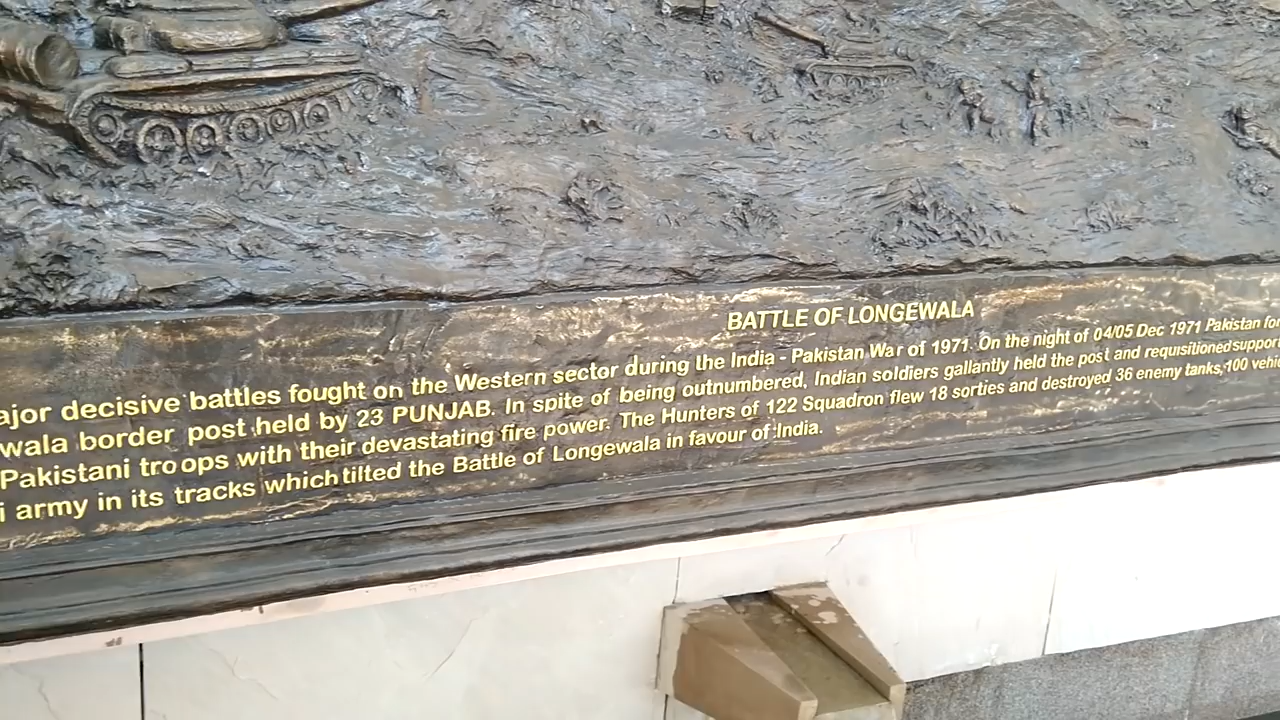 BATTLE OF LONGEWALA
ajor decisive battles fought on the Western sector during the India - Pakistan War of 1971. On the night of 04/05 Dec 1971 Pakistan
wala border post held by 23 PUNJAB. In spite of being outnumbered, Indian soldiers gallantly held the post and requisitioned support
Pakistani troops with their devastating fire power. The Hunters of 122 Squadron flew 18 sorties and destroyed 36 enemy tanks,100
i army in its tracks which tilted the Battle of Longewala in favour of India.